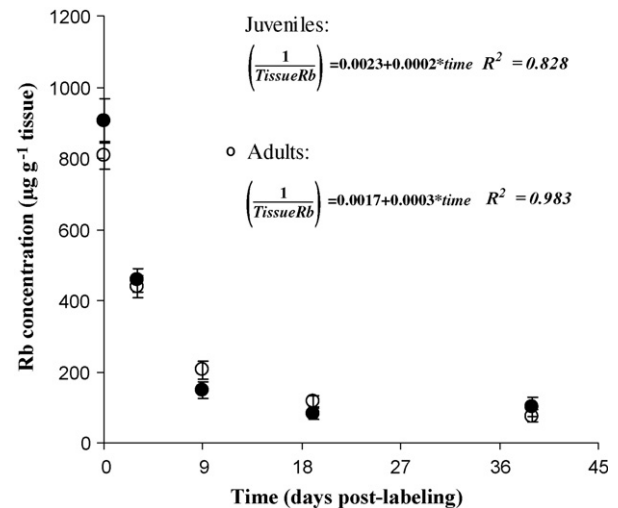 Juveniles:
(1/TissueRb)=0.0023+0.0002*time R² =0.828
Adults:
(1/TissueRb)=0.0017+0.0003*time R² =0.983
Rb concentration (µg g⁻¹ tissue)
1200
1000
800
600
400
200
0
0 9 18 27 36 45
Time (days post-labeling)